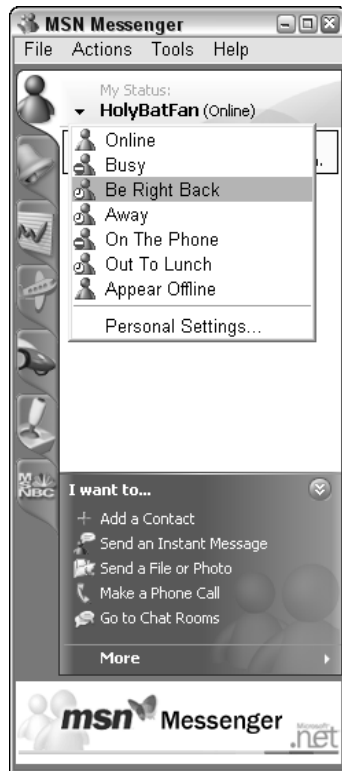 MSN Messenger
File Actions Tools Help
My Status:
HolyBatFan (Online)
Online
Busy
Be Right Back
Away
On The Phone
Out To Lunch
Appear Offline
Personal Settings...
MSNBC
I want to...
Add a Contact
Send an Instant Message
Send a File or Photo
Make a Phone Call
Go to Chat Rooms
More
msn Messenger
Microsoft
.net